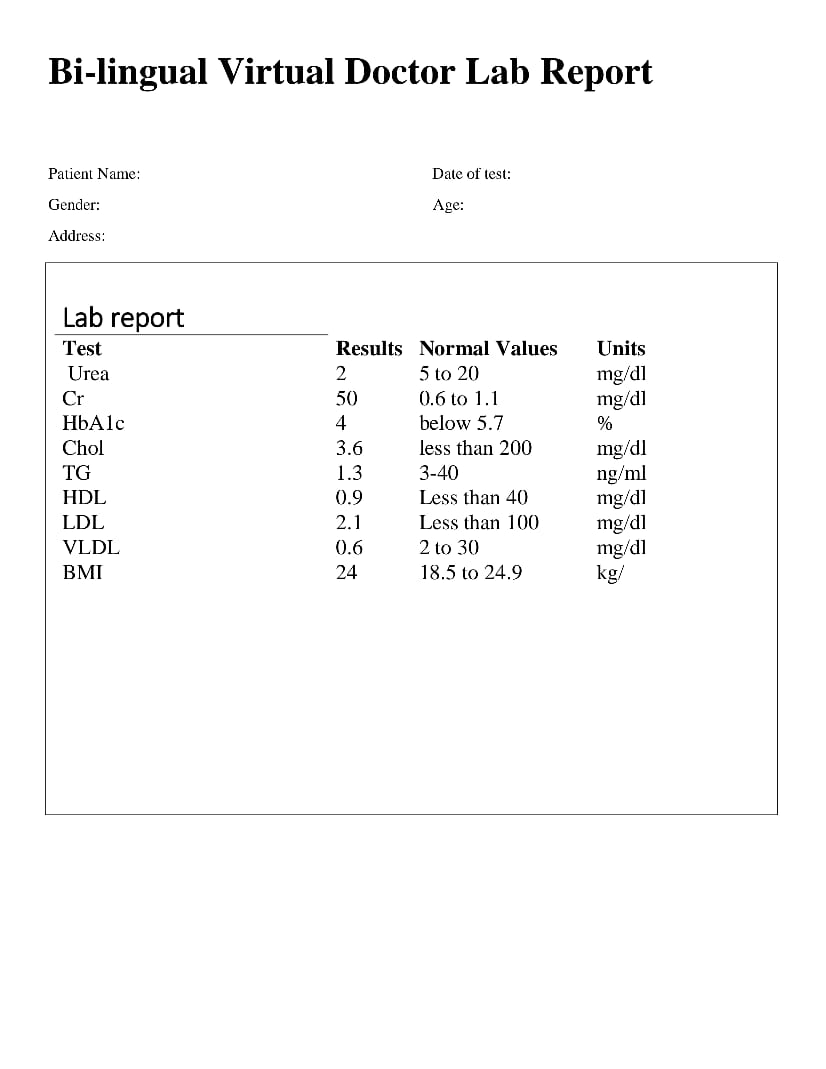 Bi-lingual Virtual Doctor Lab Report
Patient Name: Date of test:
Gender: Age:
Address:
Lab report
Test Results Normal Values Units
Urea 2 5 to 20 mg/dl
Cr 50 0.6 to 1.1 mg/dl
HbA1c 4 below 5.7 %
Chol 3.6 less than 200 mg/dl
TG 1.3 3-40 ng/ml
HDL 0.9 Less than 40 mg/dl
LDL 2.1 Less than 100 mg/dl
VLDL 0.6 2 to 30 mg/dl
BMI 24 18.5 to 24.9 kg/